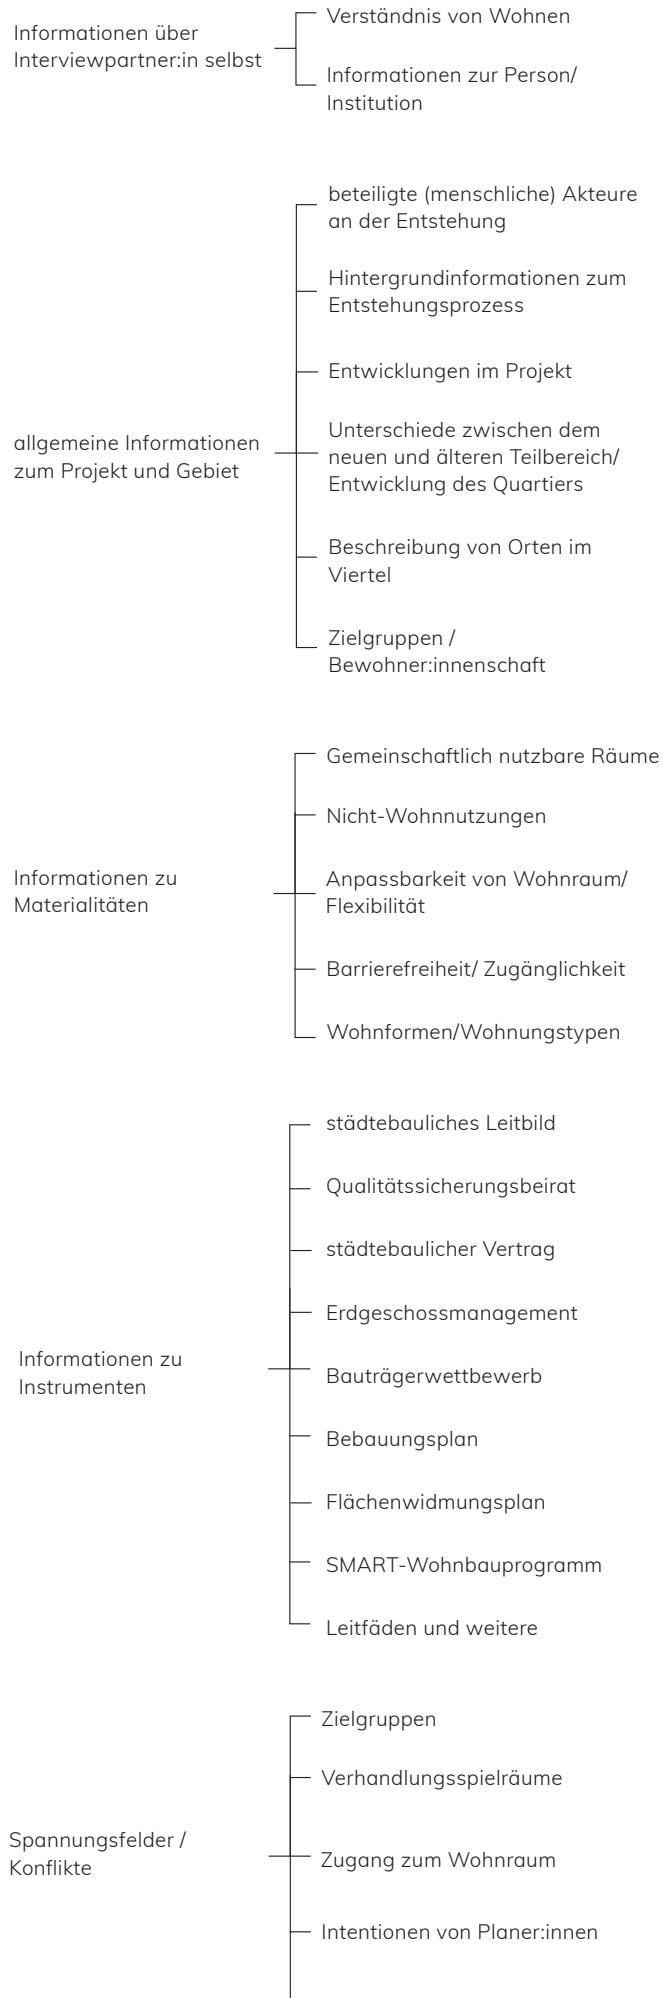 Informationen über
Interviewpartner:in selbst
Verständnis von Wohnen
Informationen zur Person/
Institution
allgemeine Informationen
zum Projekt und Gebiet
beteiligte (menschliche) Akteure
an der Entstehung
Hintergrundinformationen zum
Entstehungsprozess
Entwicklungen im Projekt
Unterschiede zwischen dem
neuen und älteren Teilbereich/
Entwicklung des Quartiers
Beschreibung von Orten im
Viertel
Zielgruppen /
Bewohner:innenschaft
Informationen zu
Materialitäten
Gemeinschaftlich nutzbare Räume
Nicht-Wohnnutzungen
Anpassbarkeit von Wohnraum/
Flexibilität
Barrierefreiheit/ Zugänglichkeit
Wohnformen/Wohnungstypen
Informationen zu
Instrumenten
städtebauliches Leitbild
Qualitätssicherungsbeirat
städtebaulicher Vertrag
Erdgeschossmanagement
Bauträgerwettbewerb
Bebauungsplan
Flächenwidmungsplan
SMART-Wohnbauprogramm
Leitfäden und weitere
Spannungsfelder /
Konflikte
Zielgruppen
Verhandlungsspielräume
Zugang zum Wohnraum
Intentionen von Planer:innen